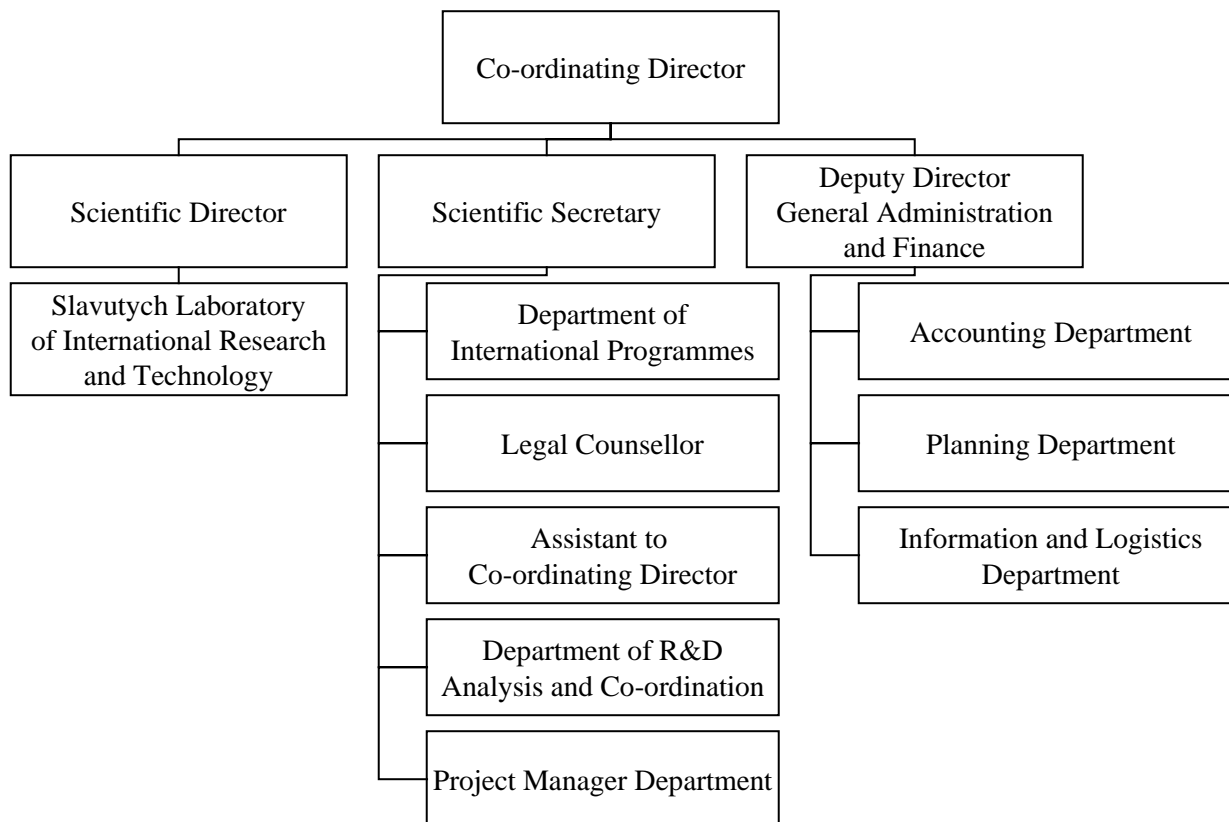 Co-ordinating Director
Scientific Director
Scientific Secretary
Deputy Director
General Administration
and Finance
Slavutych Laboratory
of International Research
and Technology
Department of
International Programmes
Legal Counsellor
Assistant to
Co-ordinating Director
Department of R&D
Analysis and Co-ordination
Project Manager Department
Accounting Department
Planning Department
Information and Logistics
Department